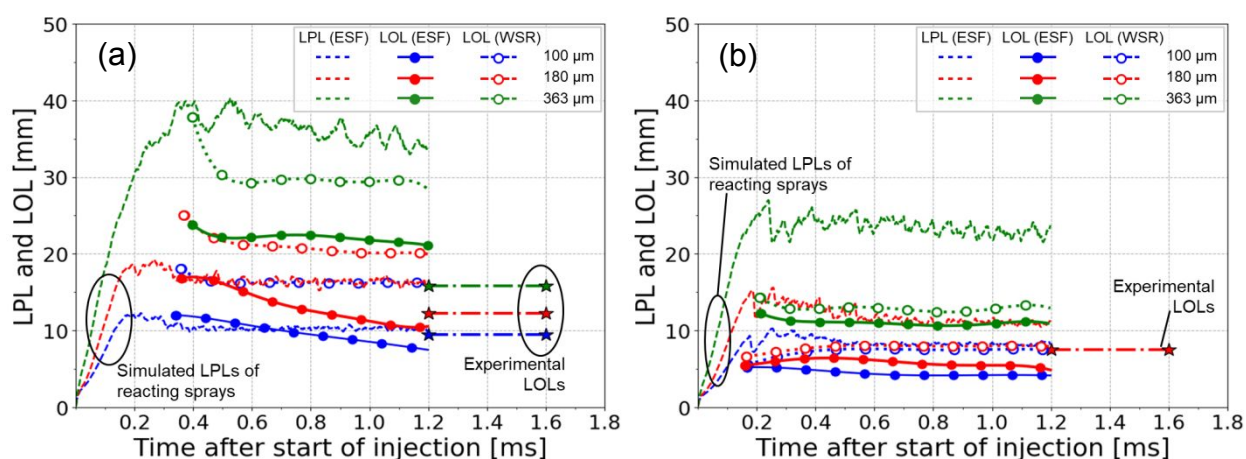 (a)
LPL (ESF) LOL (ESF) LOL (WSR)
100 µm
180 µm
363 µm
LPL and LOL [mm]
50
40
30
20
10
0
Simulated LPLs of
reacting sprays
Experimental
LOLs
0 0.2 0.4 0.6 0.8 1.0 1.2 1.4 1.6 1.8
Time after start of injection [ms]
(b)
LPL (ESF) LOL (ESF) LOL (WSR)
100 µm
180 µm
363 µm
LPL and LOL [mm]
50
40
30
20
10
0
Simulated LPLs of
reacting sprays
Experimental
LOLs
0.0 0.2 0.4 0.6 0.8 1.0 1.2 1.4 1.6 1.8
Time after start of injection [ms]